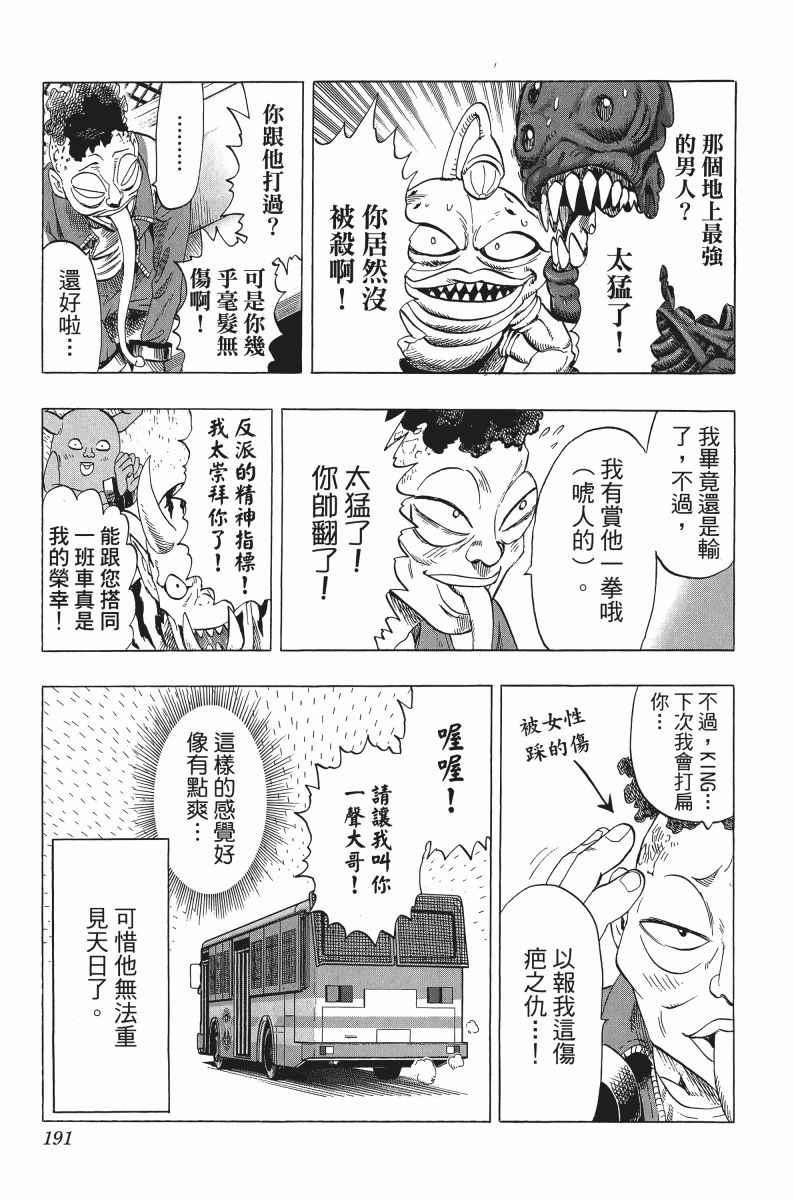 那個地上最強
的男人？
太猛了！
你居然沒
被殺啊！
你跟他打過？
可是你幾
乎毫髮無
傷啊！
………
還好啦…
我畢竟還是輸
了，不過，
我有賞他一拳哦
（唬人的）。
太猛了！
你帥翻了！
反派的精神指標！
我太崇拜你了！
能跟您搭同
一班車真是
我的榮幸！
不過，KING…
下次我會打扁
你…
被女性
踩的傷
以報我這傷
疤之仇…！
喔喔！
請讓我叫你
一聲大哥！
這樣的感覺好
像有點爽…
可惜他無法重
見天日了。
191